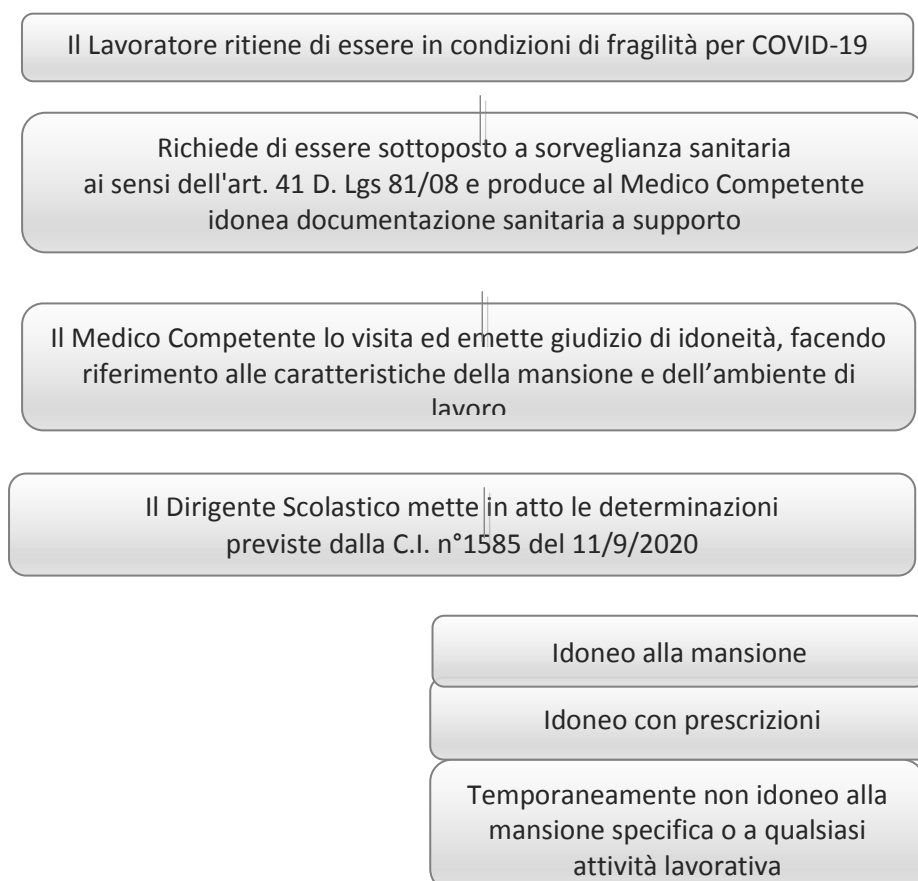 Il Lavoratore ritiene di essere in condizioni di fragilità per COVID-19
Richiede di essere sottoposto a sorveglianza sanitaria
ai sensi dell'art. 41 D. Lgs 81/08 e produce al Medico Competente
idonea documentazione sanitaria a supporto
Il Medico Competente lo visita ed emette giudizio di idoneità, facendo
riferimento alle caratteristiche della mansione e dell’ambiente di
lavoro
Il Dirigente Scolastico mette in atto le determinazioni
previste dalla C.I. n°1585 del 11/9/2020
Idoneo alla mansione
Idoneo con prescrizioni
Temporaneamente non idoneo alla
mansione specifica o a qualsiasi
attività lavorativa